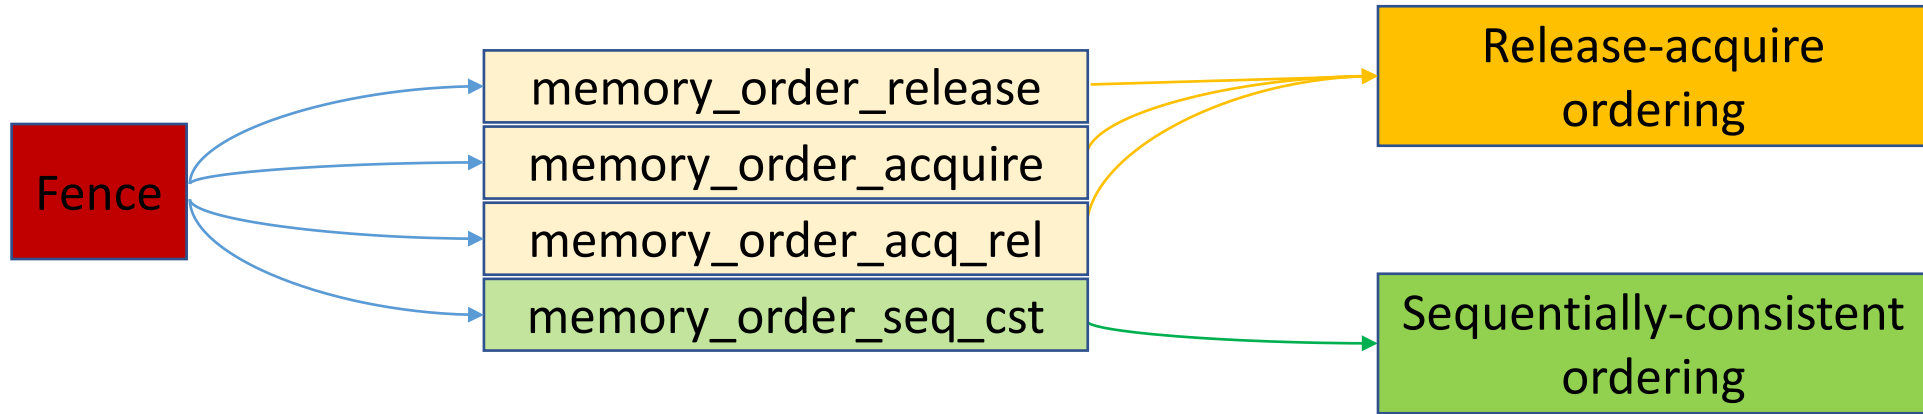 Fence
memory_order_release
memory_order_acquire
memory_order_acq_rel
memory_order_seq_cst
Release-acquire
ordering
Sequentially-consistent
ordering